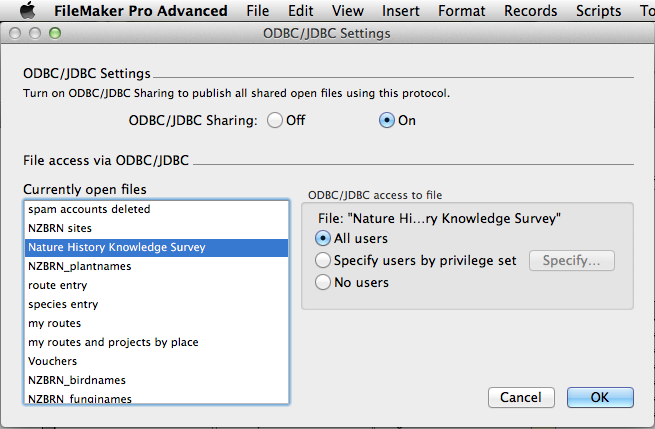 FileMaker Pro Advanced File Edit View Insert Format Records Scripts To
ODBC/JDBC Settings
ODBC/JDBC Settings
Turn on ODBC/JDBC Sharing to publish all shared open files using this protocol.
ODBC/JDBC Sharing: Off On
File access via ODBC/JDBC
Currently open files
spam accounts deleted
NZBRN sites
Nature History Knowledge Survey
NZBRN_plantnames
route entry
species entry
my routes
my routes and projects by place
Vouchers
NZBRN_birdnames
NZBRN_funginames
ODBC/JDBC access to file
File: "Nature Hi...ry Knowledge Survey"
All users
Specify users by privilege set Specify...
No users
Cancel OK